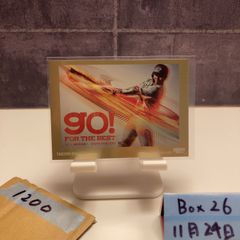 go!
FOR THE BEST
1200
Box 26
11月24日